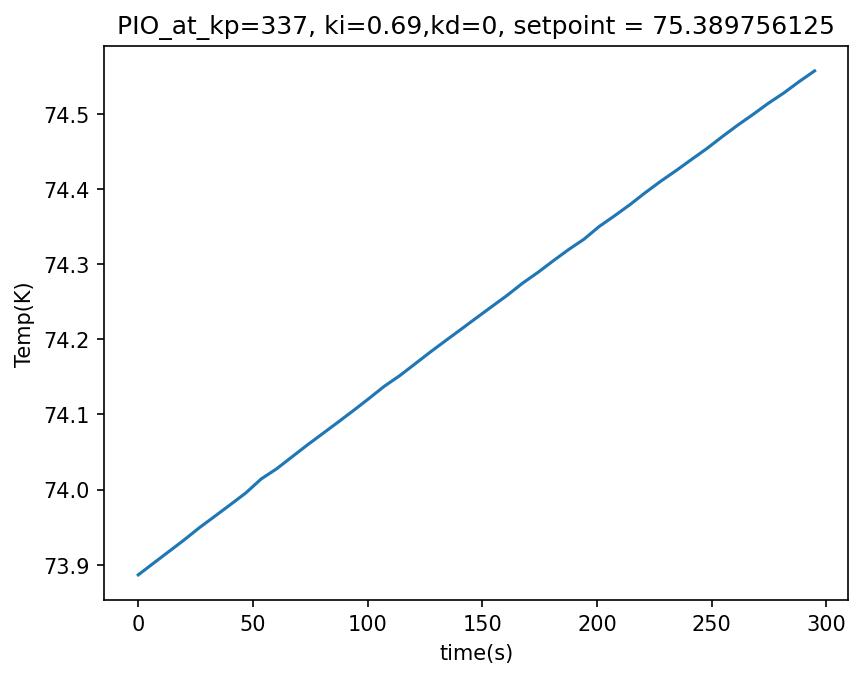 PIO_at_kp=337, ki=0.69,kd=0, setpoint = 75.389756125
Temp(K)
74.5
74.4
74.3
74.2
74.1
74.0
73.9
0 50 100 150 200 250 300
time(s)